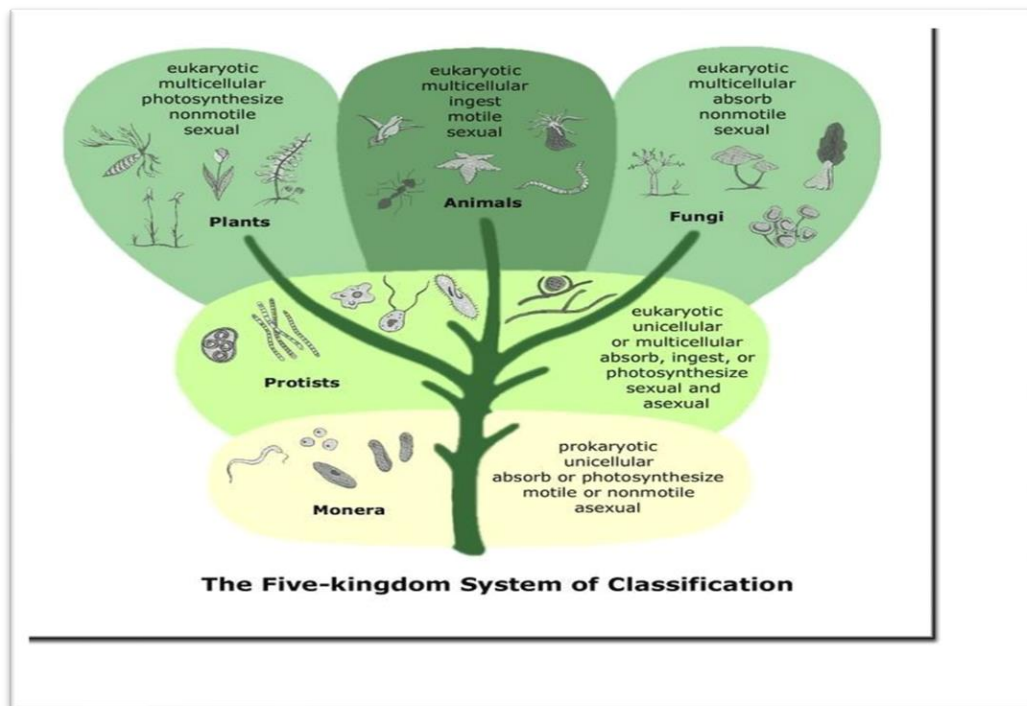 eukaryotic
multicellular
photosynthesize
nonmotile
sexual
Plants
eukaryotic
multicellular
ingest
motile
sexual
Animals
eukaryotic
multicellular
absorb
nonmotile
sexual
Fungi
Protists
eukaryotic
unicellular
or multicellular
absorb, ingest, or
photosynthesize
sexual and
asexual
Monera
prokaryotic
unicellular
absorb or photosynthesize
motile or nonmotile
asexual
The Five-kingdom System of Classification